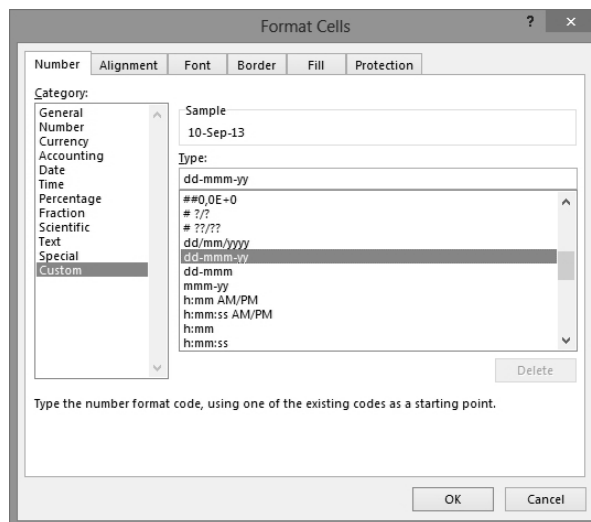 Format Cells
? ×
Number Alignment Font Border Fill Protection
Category:
General
Number
Currency
Accounting
Date
Time
Percentage
Fraction
Scientific
Text
Special
Custom
Sample
10-Sep-13
Type:
dd-mmm-yy
##0,0E+0
# ?/?
# ??/??
dd/mm/yyyy
dd-mmm-yy
dd-mmm
mmm-yy
h:mm AM/PM
h:mm:ss AM/PM
h:mm
h:mm:ss
Delete
Type the number format code, using one of the existing codes as a starting point.
OK Cancel